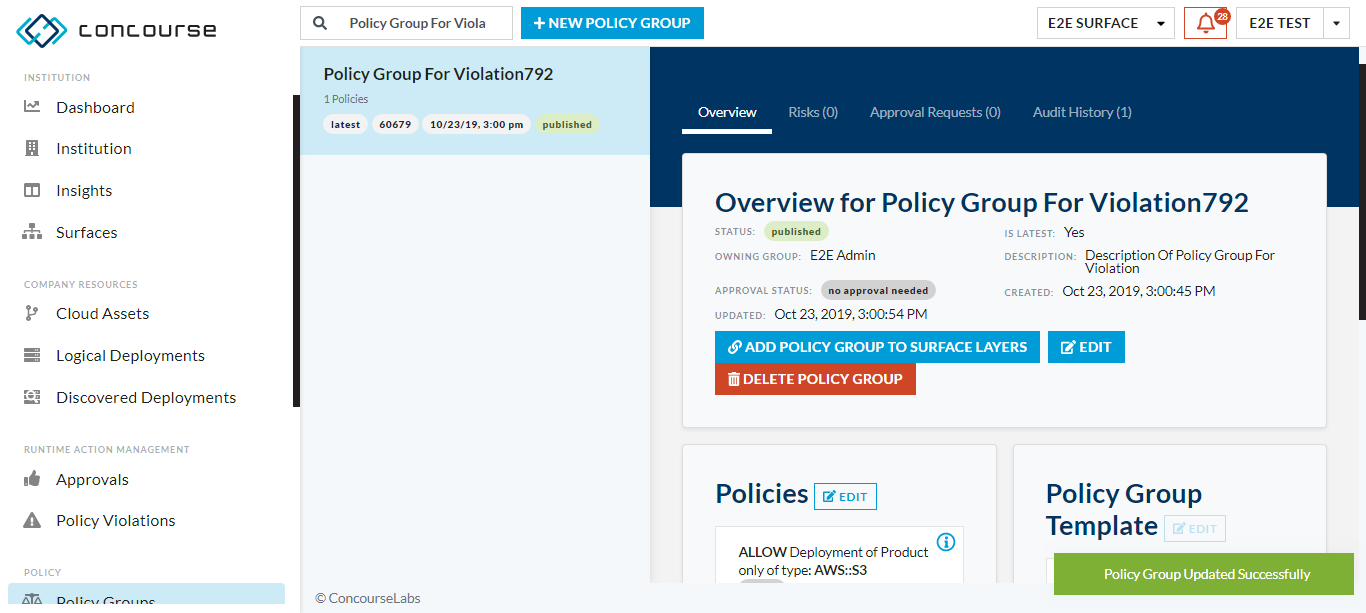 concourse
Policy Group For Viola
NEW POLICY GROUP
E2E SURFACE
28
E2E TEST
INSTITUTION
Dashboard
Institution
Insights
Surfaces
COMPANY RESOURCES
Cloud Assets
Logical Deployments
Discovered Deployments
RUNTIME ACTION MANAGEMENT
Approvals
Policy Violations
POLICY
Policy Groups
Policy Group For Violation792
1 Policies
latest 60679 10/23/19, 3:00 pm published
Overview Risks (0) Approval Requests (0) Audit History (1)
Overview for Policy Group For Violation792
STATUS: published
IS LATEST: Yes
OWNING GROUP: E2E Admin
DESCRIPTION: Description Of Policy Group For
Violation
APPROVAL STATUS: no approval needed
CREATED: Oct 23, 2019, 3:00:45 PM
UPDATED: Oct 23, 2019, 3:00:54 PM
ADD POLICY GROUP TO SURFACE LAYERS
EDIT
DELETE POLICY GROUP
Policies EDIT
ALLOW Deployment of Product
only of type: AWS::S3
Policy Group
Template EDIT
Policy Group Updated Successfully
© ConcourseLabs